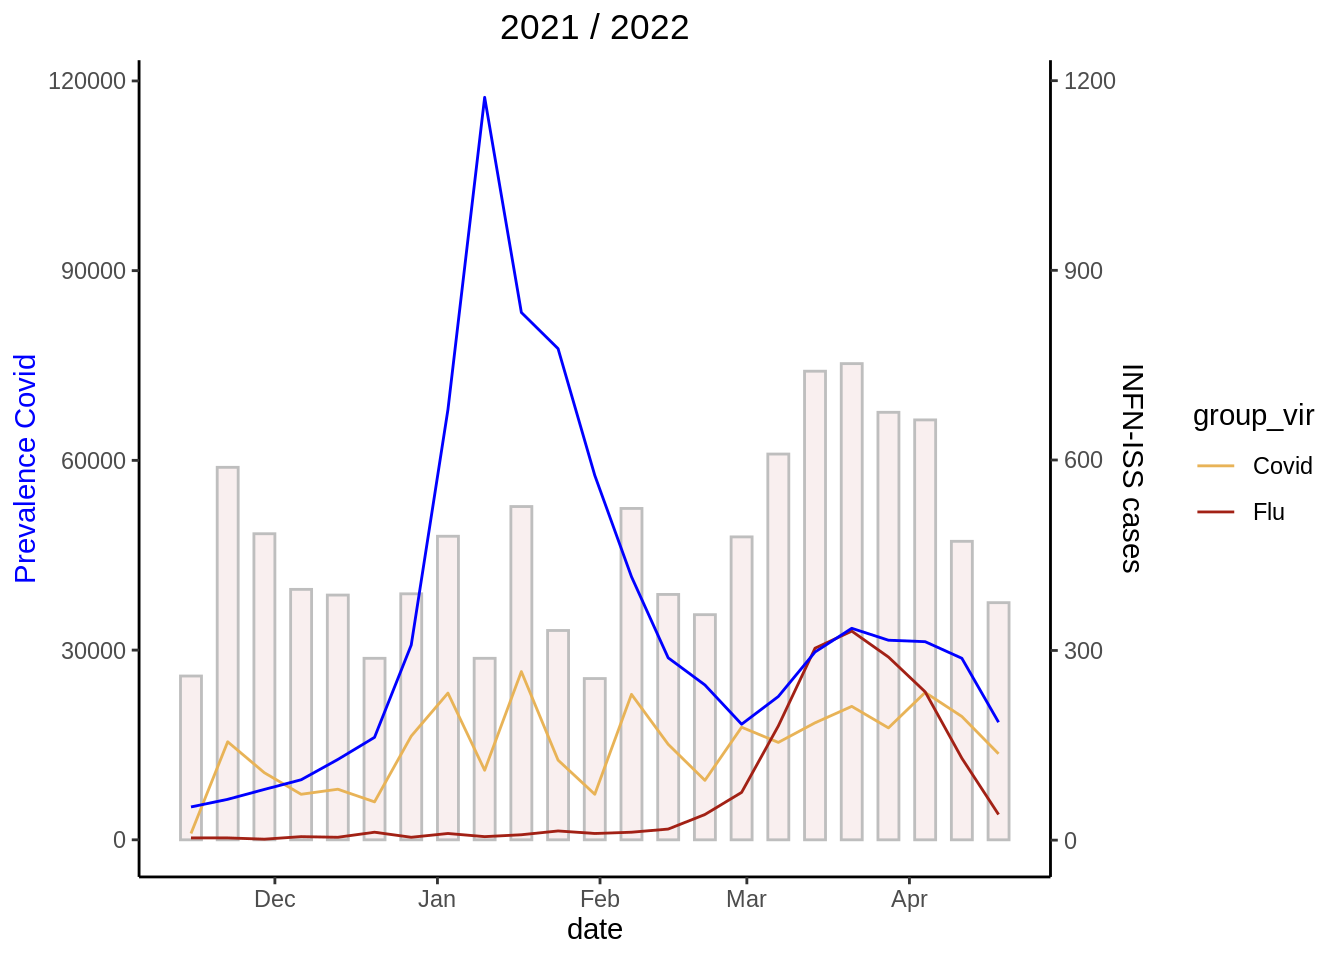 2021 / 2022
120000
90000
60000
30000
0
Prevalence Covid
1200
900
600
300
0
INFN-ISS cases
Dec Jan Feb Mar Apr
date
group_vir
Covid
Flu